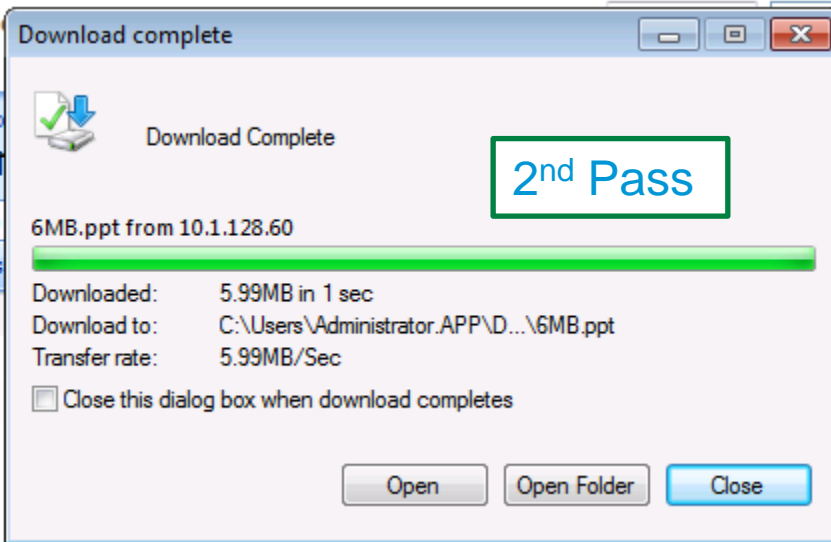 Download complete
Download Complete
2nd Pass
6MB.ppt from 10.1.128.60
Downloaded: 5.99MB in 1 sec
Download to: C:\Users\Administrator.APP\D...\6MB.ppt
Transfer rate: 5.99MB/Sec
Close this dialog box when download completes
Open Open Folder Close